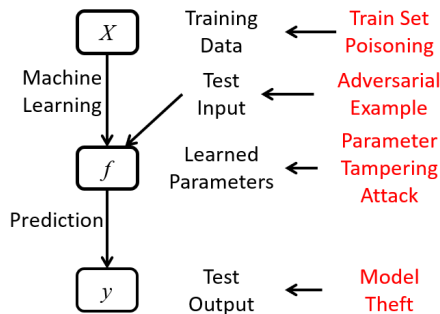 X
Training
Data
Train Set
Poisoning
Machine
Learning
Test
Input
Adversarial
Example
f
Learned
Parameters
Parameter
Tampering
Attack
Prediction
y
Test
Output
Model
Theft